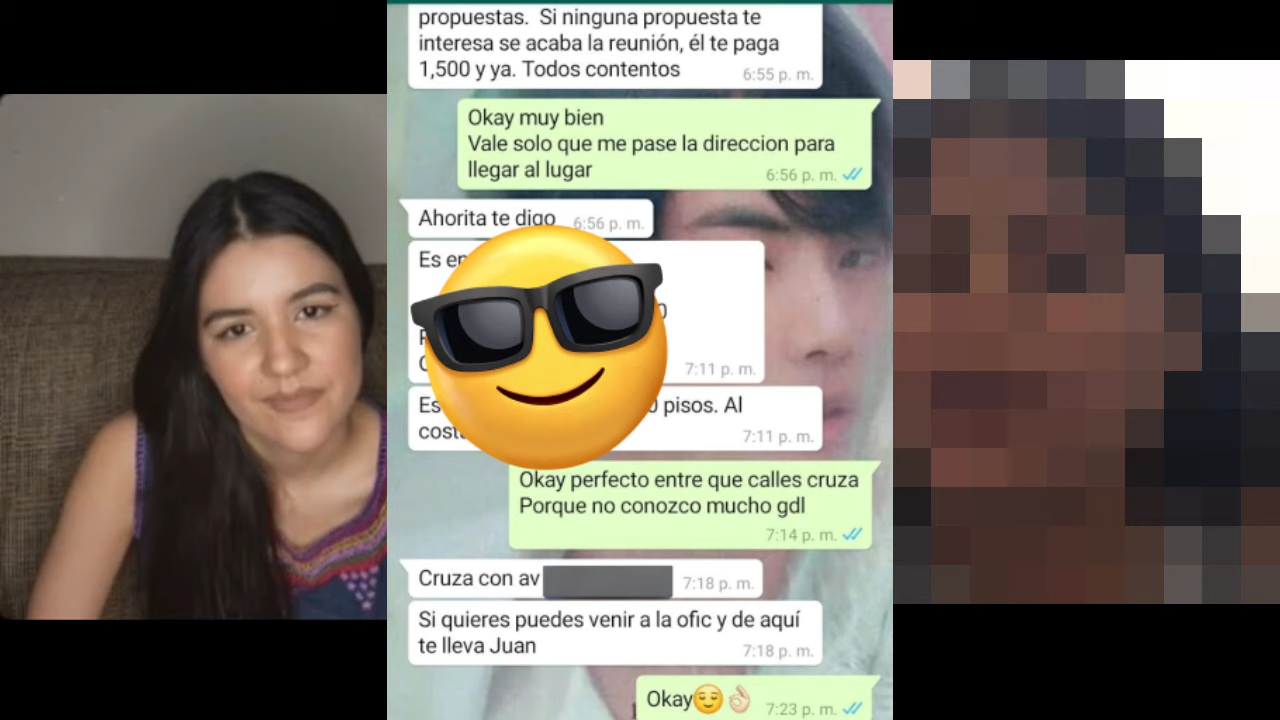 propuestas. Si ninguna propuesta te
interesa se acaba la reunión, él te paga
1,500 y ya. Todos contentos
6:55 p. m.
Okay muy bien
Vale solo que me pase la direccion para
llegar al lugar
6:56 p. m.
Ahorita te digo
6:56 p. m.
Es
7:11 p. m.
Es
pisos. Al
7:11 p. m.
Okay perfecto entre que calles cruza
Porque no conozco mucho gdl
7:14 p. m.
Cruza con av
7:18 p. m.
Si quieres puedes venir a la ofic y de aquí
te lleva Juan
7:18 p. m.
Okay😌👌🏻
7:23 p. m.